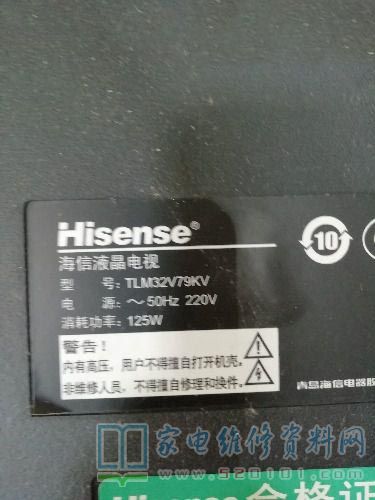 Hisense®
10
海信液晶电视
型 号: TLM32V79KV
电 源: ～50Hz 220V
消耗功率: 125W
警告！
内有高压，用户不得擅自打开机壳。
非维修人员，不得擅自修理和换件。
青岛海信电器股
家电维修资料网
www.520101.com
Hisense 合格证